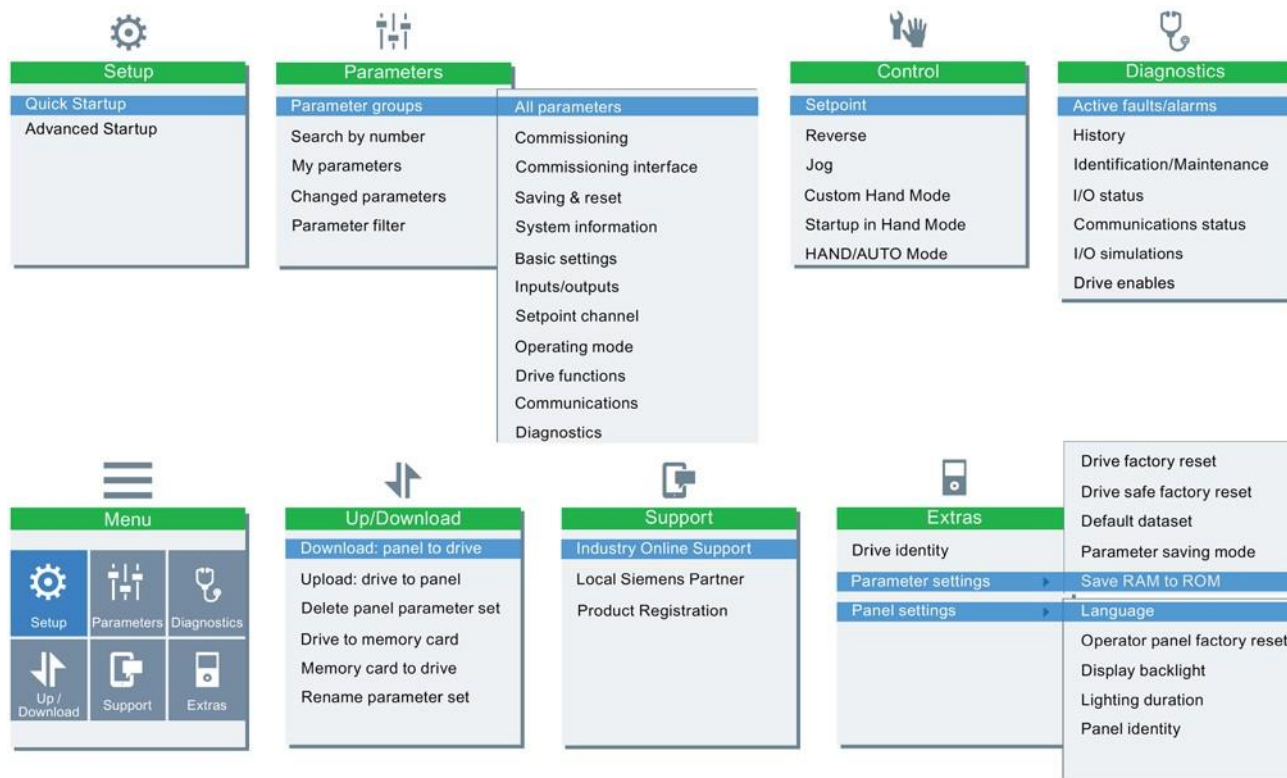 Setup
Quick Startup
Advanced Startup
Parameters
Parameter groups
Search by number
My parameters
Changed parameters
Parameter filter
All parameters
Commissioning
Commissioning interface
Saving & reset
System information
Basic settings
Inputs/outputs
Setpoint channel
Operating mode
Drive functions
Communications
Diagnostics
Control
Setpoint
Reverse
Jog
Custom Hand Mode
Startup in Hand Mode
HAND/AUTO Mode
Diagnostics
Active faults/alarms
History
Identification/Maintenance
I/O status
Communications status
I/O simulations
Drive enables
Menu
Setup
Parameters
Diagnostics
Up /
Download
Support
Extras
Up/Download
Download: panel to drive
Upload: drive to panel
Delete panel parameter set
Drive to memory card
Memory card to drive
Rename parameter set
Support
Industry Online Support
Local Siemens Partner
Product Registration
Extras
Drive identity
Parameter settings
Panel settings
Drive factory reset
Drive safe factory reset
Default dataset
Parameter saving mode
Save RAM to ROM
Language
Operator panel factory reset
Display backlight
Lighting duration
Panel identity